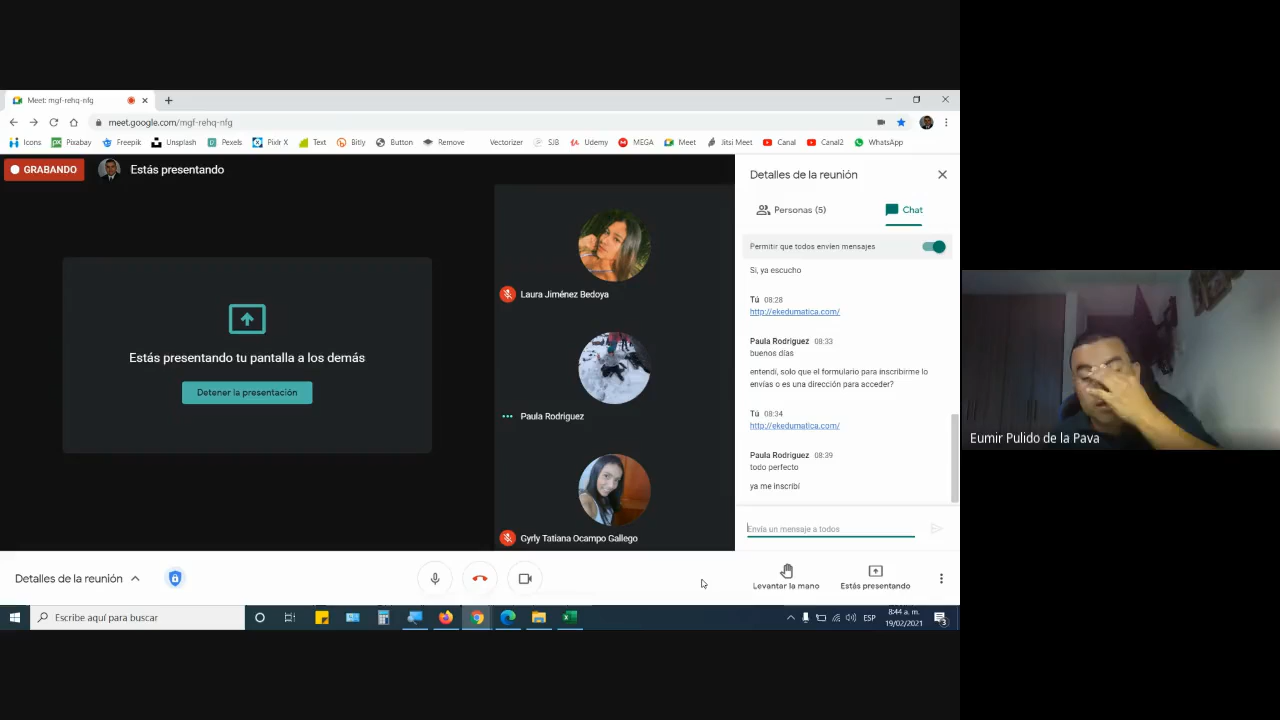 Meet: mgf-rehq-nfg
meet.google.com/mgf-rehq-nfg
Icons Pixabay Freepik Unsplash Pexels Pixlr X Text Bitly Button Remove Vectorizer SJB Udemy MEGA Meet Jitsi Meet Canal Canal2 WhatsApp
GRABANDO
Estás presentando
Estás presentando tu pantalla a los demás
Detener la presentación
Laura Jiménez Bedoya
Paula Rodriguez
Gyrly Tatiana Ocampo Gallego
Detalles de la reunión
Personas (5) Chat
Permitir que todos envíen mensajes
Si, ya escucho
Tú 08:28
http://ekedumatica.com/
Paula Rodriguez 08:33
buenos días
entendí, solo que el formulario para inscribirme lo
envías o es una dirección para acceder?
Tú 08:34
http://ekedumatica.com/
Paula Rodriguez 08:39
todo perfecto
ya me inscribí
Envía un mensaje a todos
Detalles de la reunión
Levantar la mano
Estás presentando
Escribe aquí para buscar
ESP
8:44 a. m.
19/02/2021
3
Eumir Pulido de la Pava